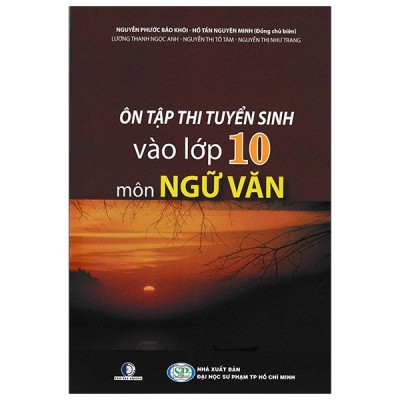 NGUYỄN PHƯỚC BẢO KHÔI - HỒ TẤN NGUYÊN MINH (Đồng chủ biên)
LƯƠNG THANH NGỌC ANH - NGUYỄN THỊ TỐ TÂM - NGUYỄN THỊ NHƯ TRANG
ÔN TẬP THI TUYỂN SINH
vào lớp 10
môn NGỮ VĂN
NHÀ XUẤT BẢN
ĐẠI HỌC SƯ PHẠM TP HỒ CHÍ MINH